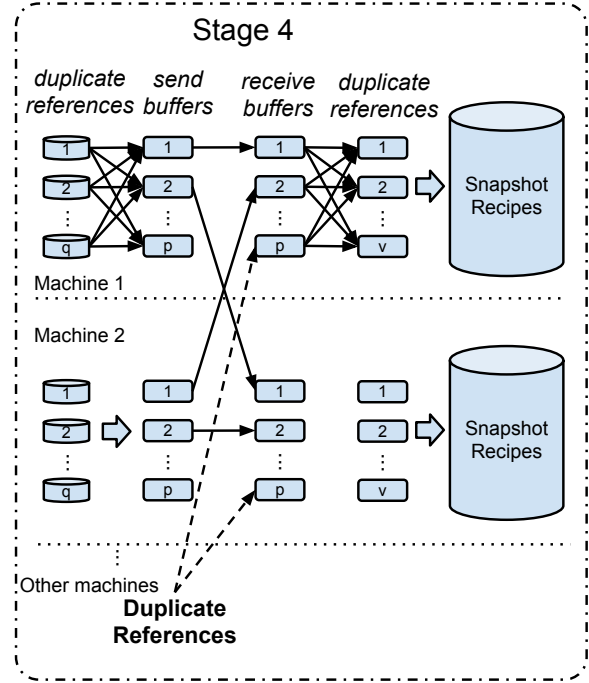 Stage 4
duplicate references
send buffers
receive buffers
duplicate references
1 1 1 1
2 2 2 2
⋮ ⋮ ⋮ ⋮
q p p v
Snapshot
Recipes
Machine 1
Machine 2
1 1 1 1
2 2 2 2
⋮ ⋮ ⋮ ⋮
q p p v
Snapshot
Recipes
⋮
Other machines
Duplicate
References